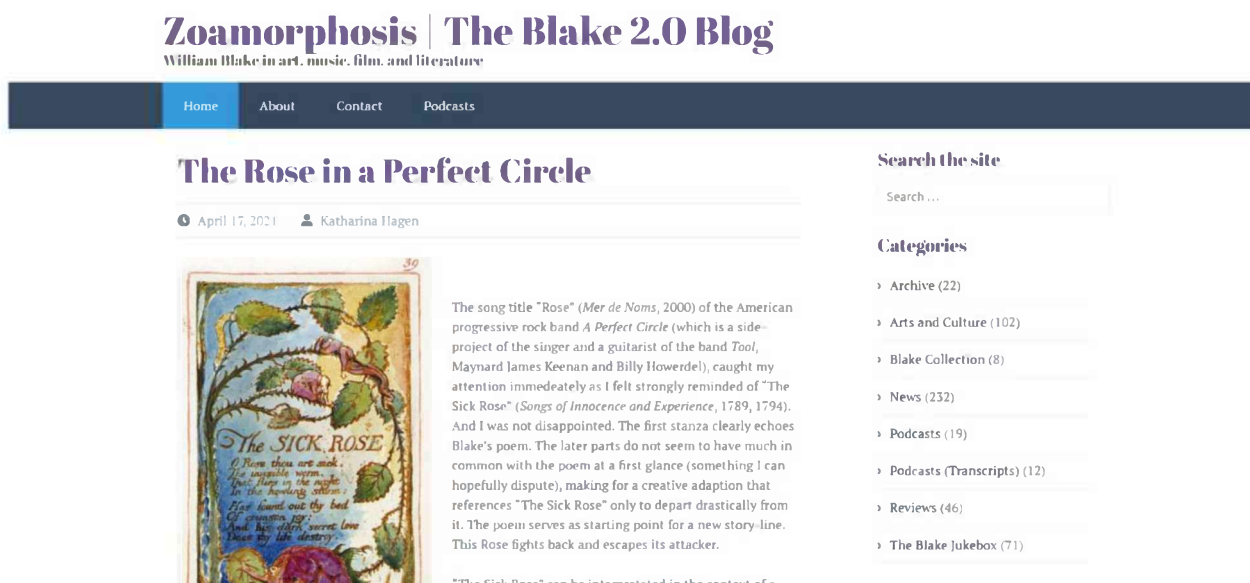 Zoamorphosis | The Blake 2.0 Blog
William Blake in art, music, film, and literature
Home About Contact Podcasts
The Rose in a Perfect Circle
April 17, 2021 Katharina Hagen
39
The SICK ROSE
O Rose thou art sick.
The invisible worm.
That flies in the night
In the howling storm:
Has found out thy bed
Of crimson joy:
And his dark secret love
Does thy life destroy.
The song title "Rose" (Mer de Noms, 2000) of the American
progressive rock band A Perfect Circle (which is a side-
project of the singer and a guitarist of the band Tool,
Maynard James Keenan and Billy Howerdel), caught my
attention immedeately as I felt strongly reminded of "The
Sick Rose" (Songs of Innocence and Experience, 1789, 1794).
And I was not disappointed. The first stanza clearly echoes
Blake's poem. The later parts do not seem to have much in
common with the poem at a first glance (something I can
hopefully dispute), making for a creative adaption that
references "The Sick Rose" only to depart drastically from
it. The poem serves as starting point for a new story-line.
This Rose fights back and escapes its attacker.
Search the site
Search …
Categories
› Archive (22)
› Arts and Culture (102)
› Blake Collection (8)
› News (232)
› Podcasts (19)
› Podcasts (Transcripts) (12)
› Reviews (46)
› The Blake Jukebox (71)